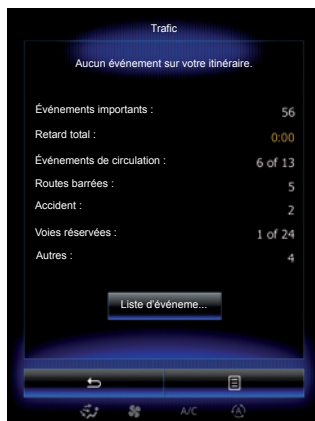 Trafic
Aucun événement sur votre itinéraire.
Événements importants : 56
Retard total : 0:00
Événements de circulation : 6 of 13
Routes barrées : 5
Accident : 2
Voies réservées : 1 of 24
Autres : 4
Liste d'événeme...
A/C